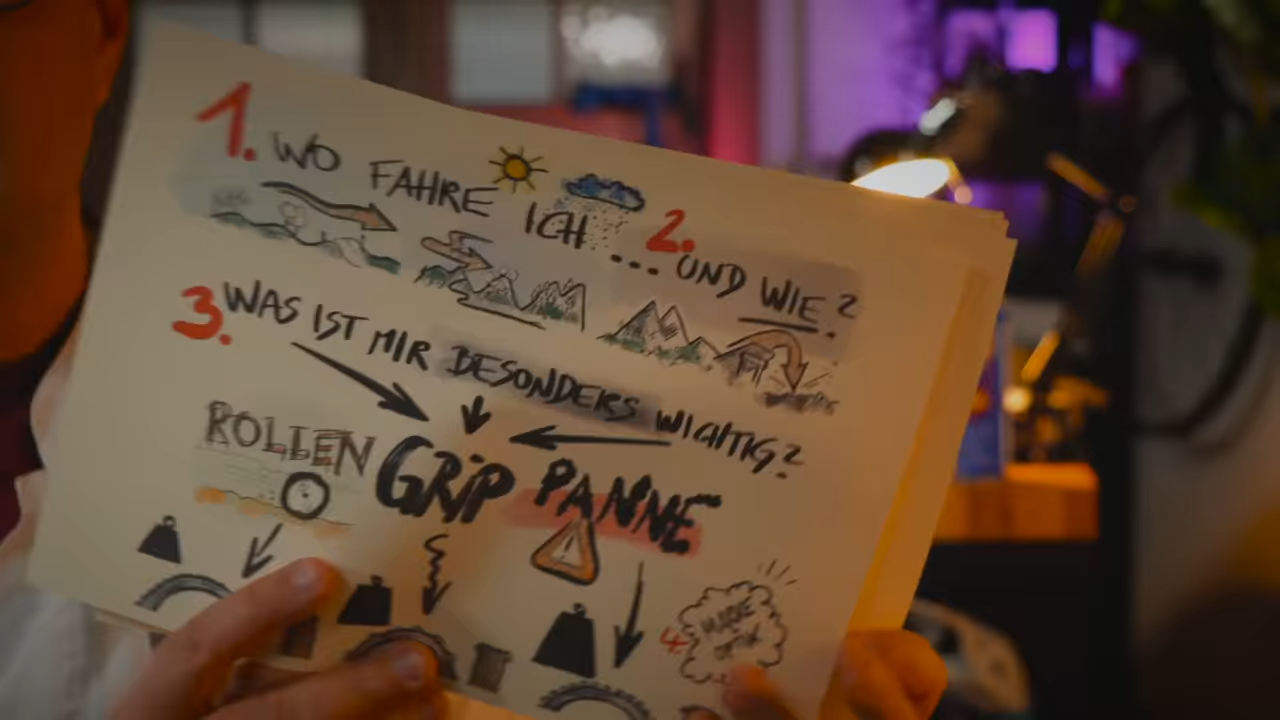 1. WO FAHRE ICH ...
2. UND WIE?
3. WAS IST MIR BESONDERS WICHTIG?
ROLLEN GRIP PANNE
4.